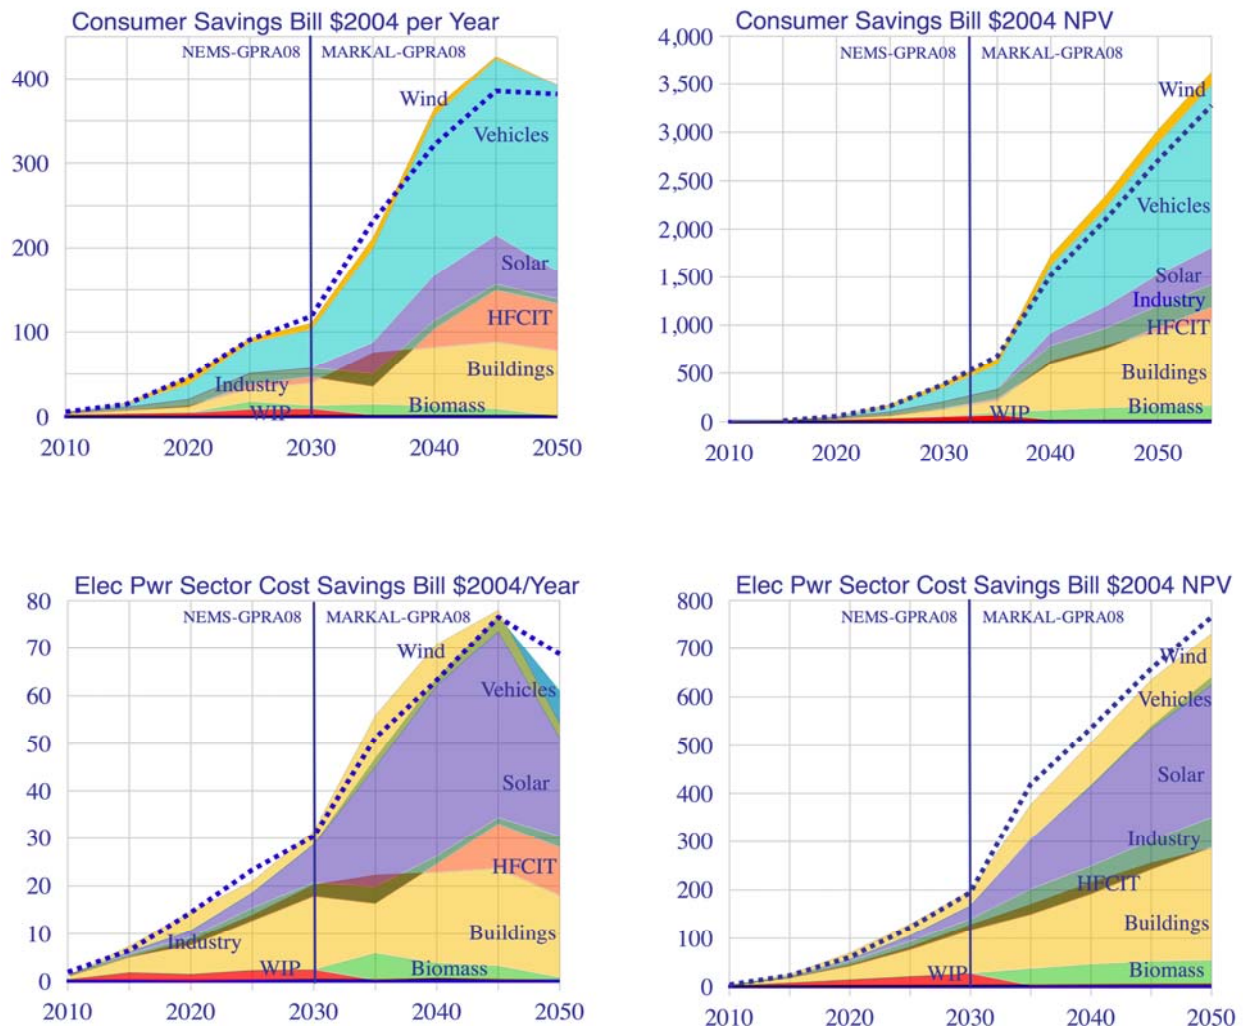 Consumer Savings Bill $2004 per Year
NEMS-GPRA08 MARKAL-GPRA08
400
300
200
100
0
Wind
Vehicles
Solar
HFCIT
Industry
Buildings
WIP
Biomass
2010 2020 2030 2040 2050
Consumer Savings Bill $2004 NPV
NEMS-GPRA08 MARKAL-GPRA08
4,000
3,500
3,000
2,500
2,000
1,500
1,000
500
0
Wind
Vehicles
Solar
Industry
HFCIT
Buildings
WIP
Biomass
2010 2020 2030 2040 2050
Elec Pwr Sector Cost Savings Bill $2004/Year
NEMS-GPRA08 MARKAL-GPRA08
80
70
60
50
40
30
20
10
0
Wind
Vehicles
Solar
HFCIT
Industry
Buildings
WIP
Biomass
2010 2020 2030 2040 2050
Elec Pwr Sector Cost Savings Bill $2004 NPV
NEMS-GPRA08 MARKAL-GPRA08
800
700
600
500
400
300
200
100
0
Wind
Vehicles
Solar
Industry
HFCIT
Buildings
WIP
Biomass
2010 2020 2030 2040 2050